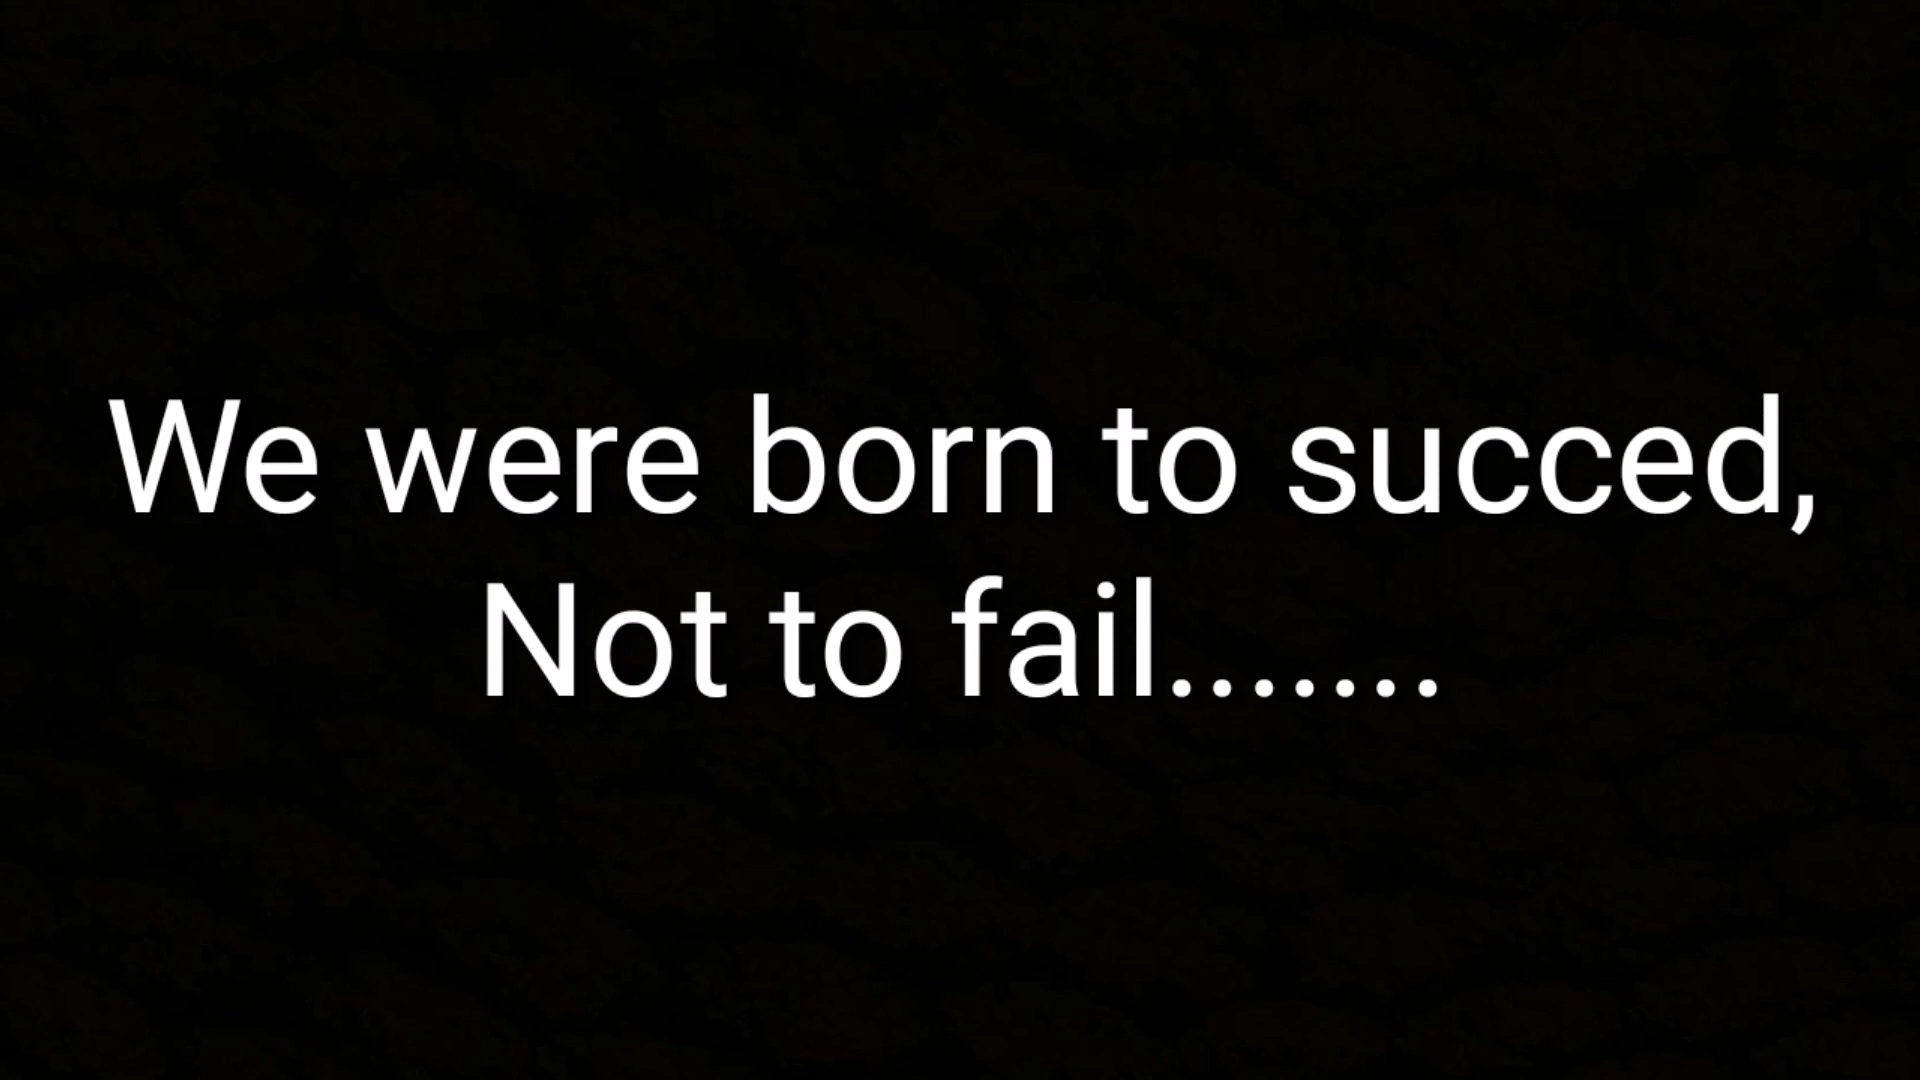 We were born to succed,
Not to fail.......